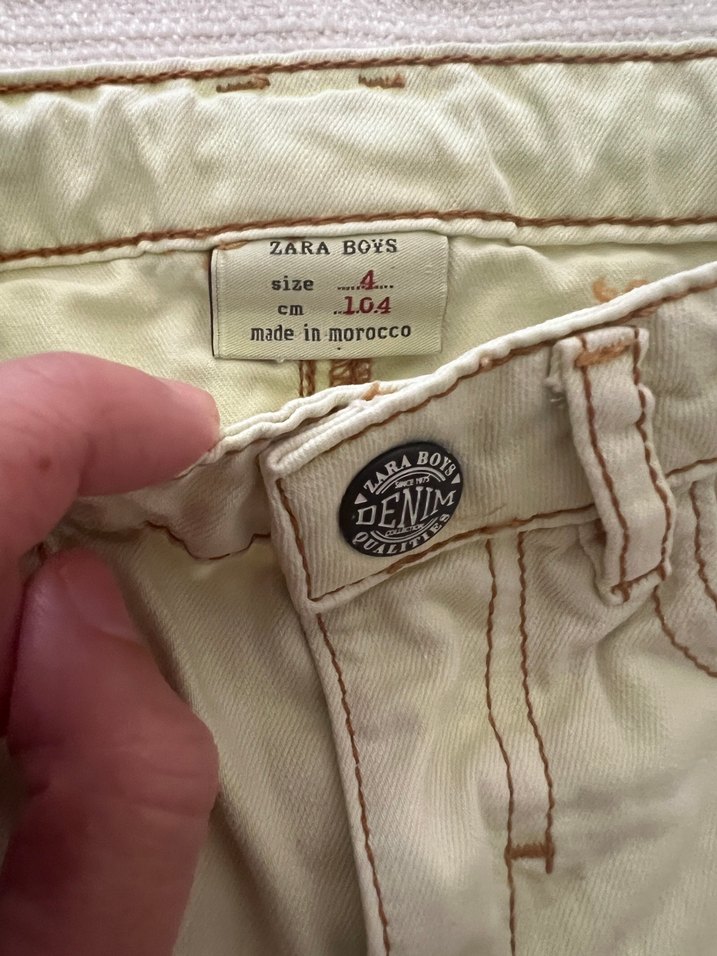 ZARA BOYS
size ....4....
cm ..104
made in morocco
ZARA BOYS
SINCE 1975
DENIM
COLLECTION
QUALITIES